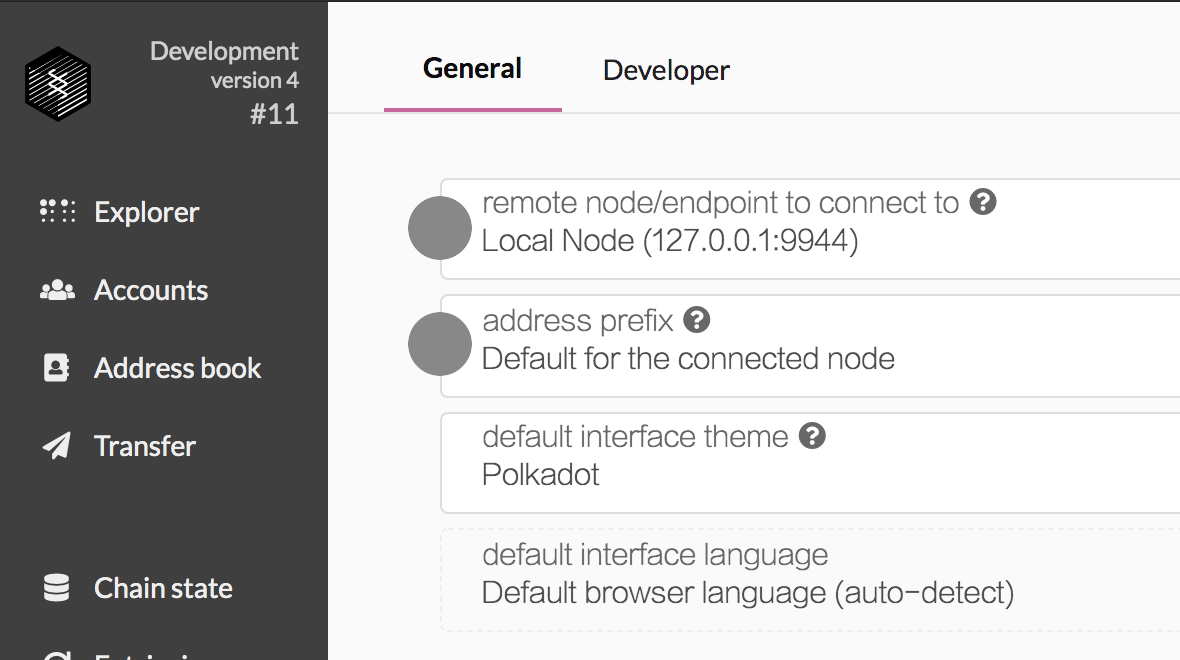 Development
version 4
#11
Explorer
Accounts
Address book
Transfer
Chain state
General
Developer
remote node/endpoint to connect to
Local Node (127.0.0.1:9944)
address prefix
Default for the connected node
default interface theme
Polkadot
default interface language
Default browser language (auto-detect)